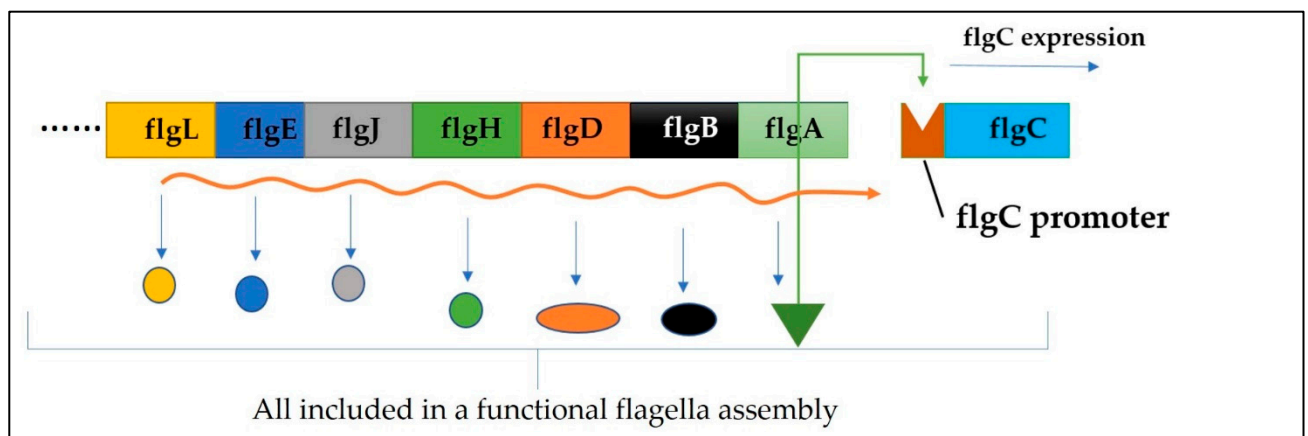 flgC expression
...... flgL flgE flgJ flgH flgD flgB flgA flgC
flgC promoter
All included in a functional flagella assembly